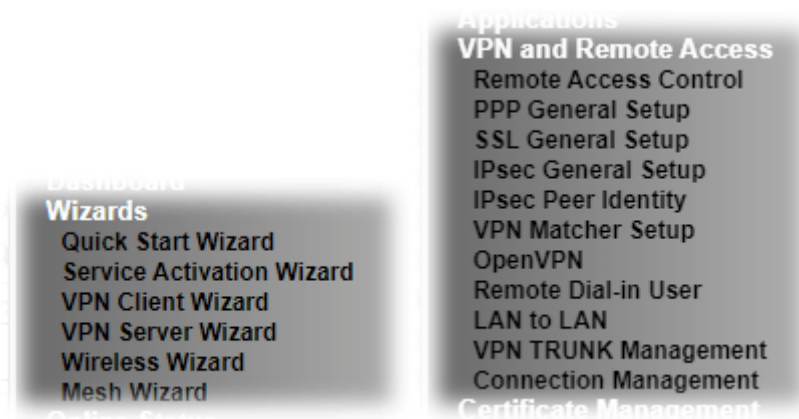 Dashboard
Wizards
Quick Start Wizard
Service Activation Wizard
VPN Client Wizard
VPN Server Wizard
Wireless Wizard
Mesh Wizard
Online Status
Applications
VPN and Remote Access
Remote Access Control
PPP General Setup
SSL General Setup
IPsec General Setup
IPsec Peer Identity
VPN Matcher Setup
OpenVPN
Remote Dial-in User
LAN to LAN
VPN TRUNK Management
Connection Management
Certificate Management